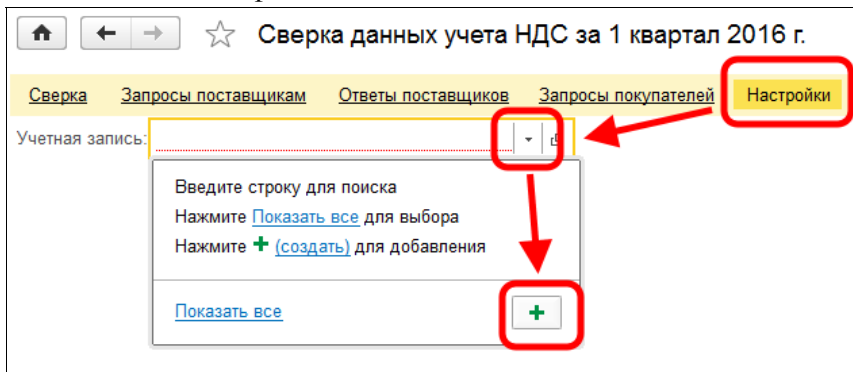 Сверка данных учета НДС за 1 квартал 2016 г.
Сверка Запросы поставщикам Ответы поставщиков Запросы покупателей Настройки
Учетная запись:
Введите строку для поиска
Нажмите Показать все для выбора
Нажмите + (создать) для добавления
Показать все +